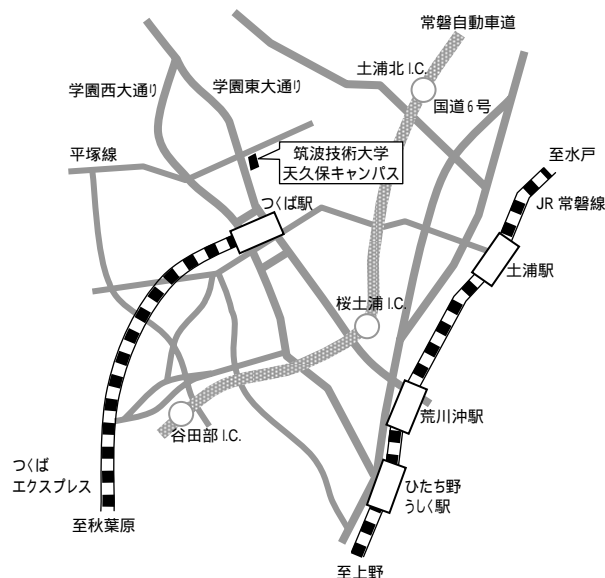 常磐自動車道
土浦北 I.C.
学園東大通り
学園西大通り
国道6号
筑波技術大学
天久保キャンパス
平塚線
至水戸
JR 常磐線
つくば駅
土浦駅
桜土浦 I.C.
荒川沖駅
谷田部 I.C.
つくば
エクスプレス
ひたち野
うしく駅
至秋葉原
至上野